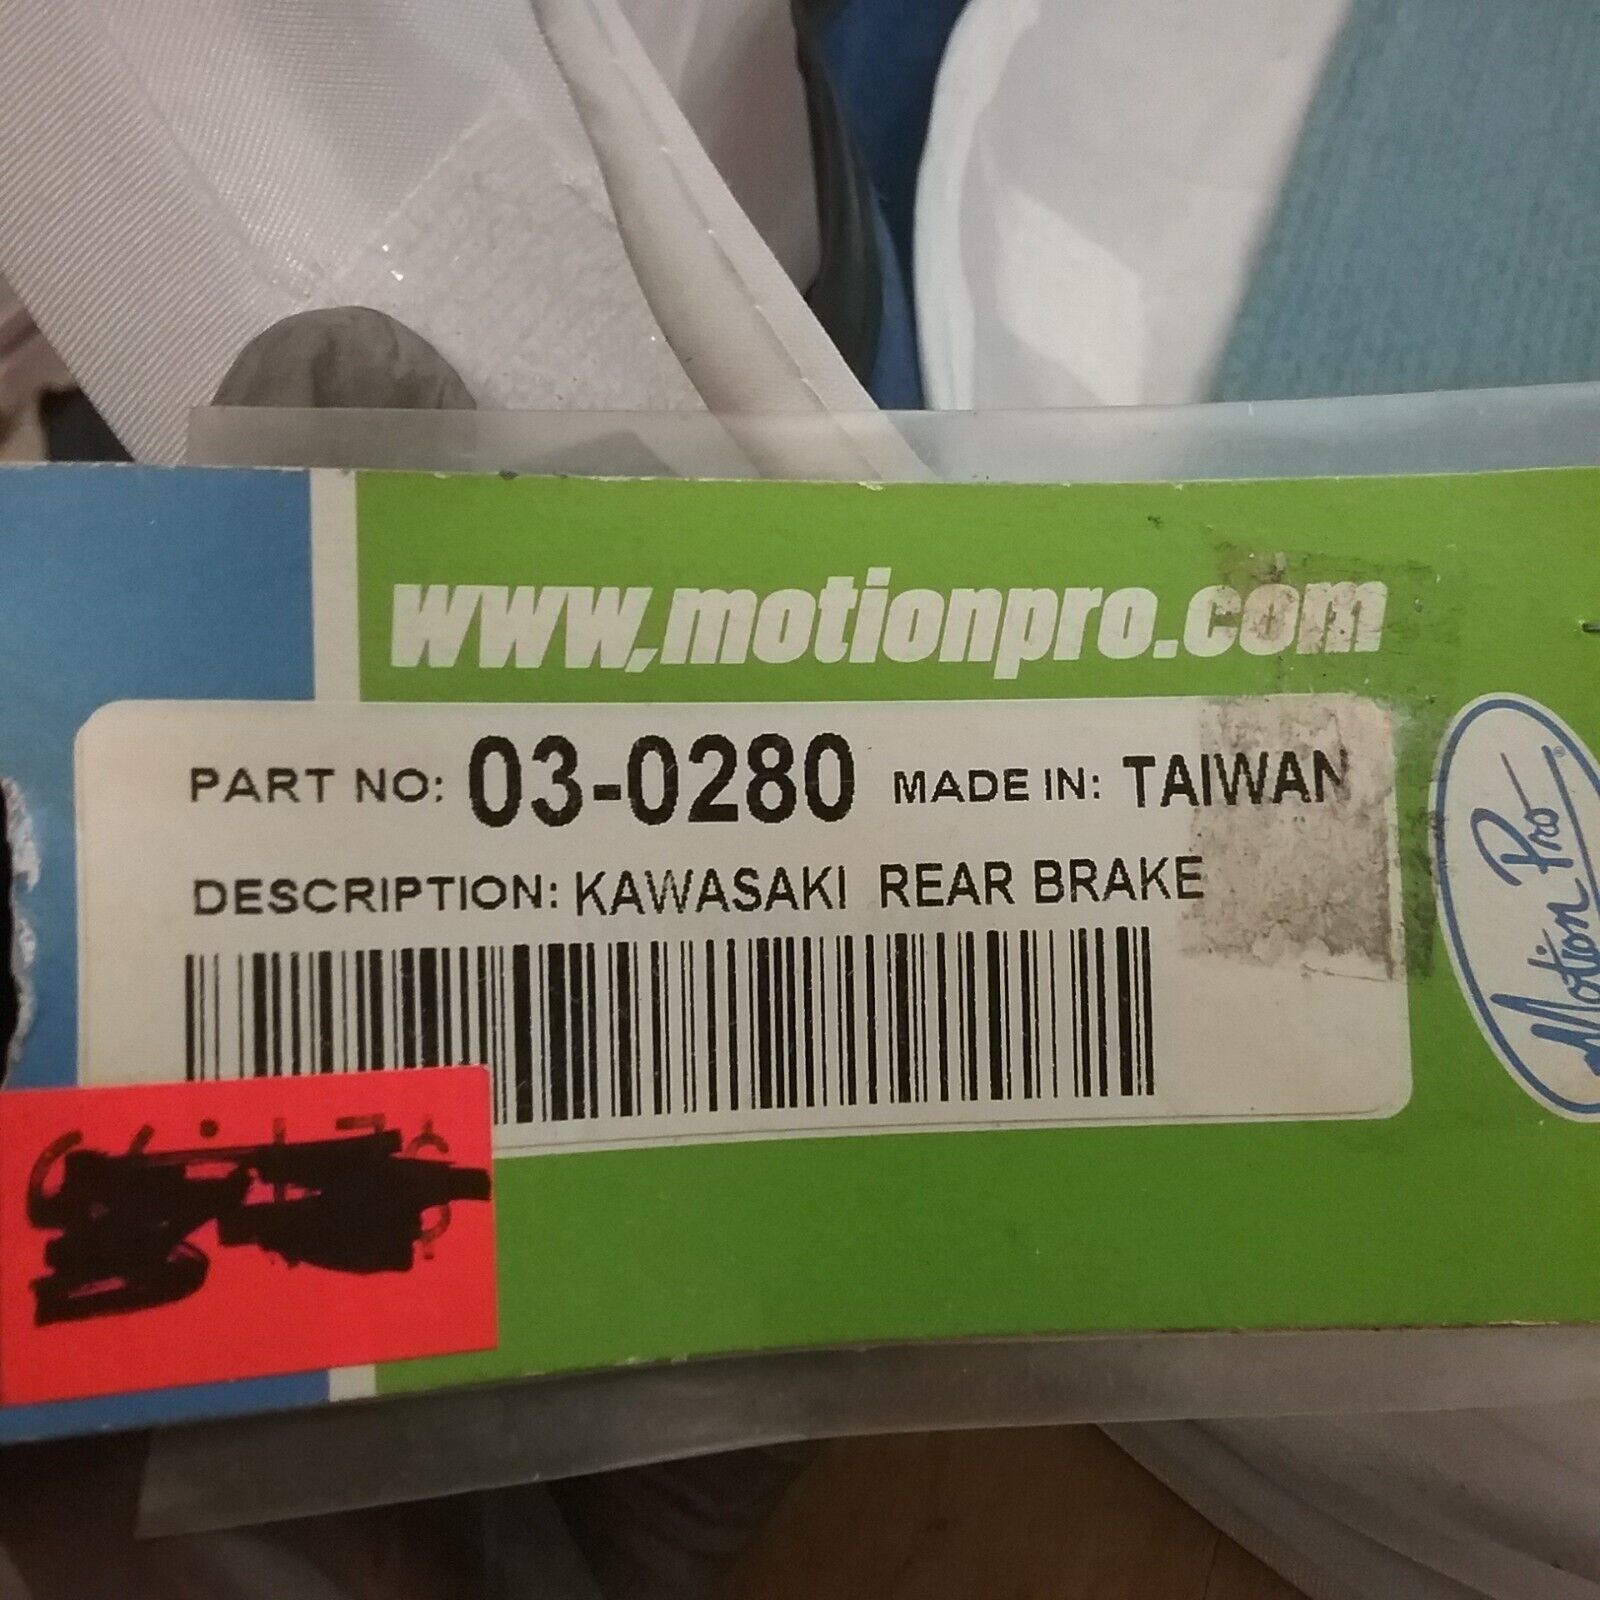 www.motionpro.com
PART NO: 03-0280 MADE IN: TAIWAN
DESCRIPTION: KAWASAKI REAR BRAKE
Motion Pro®